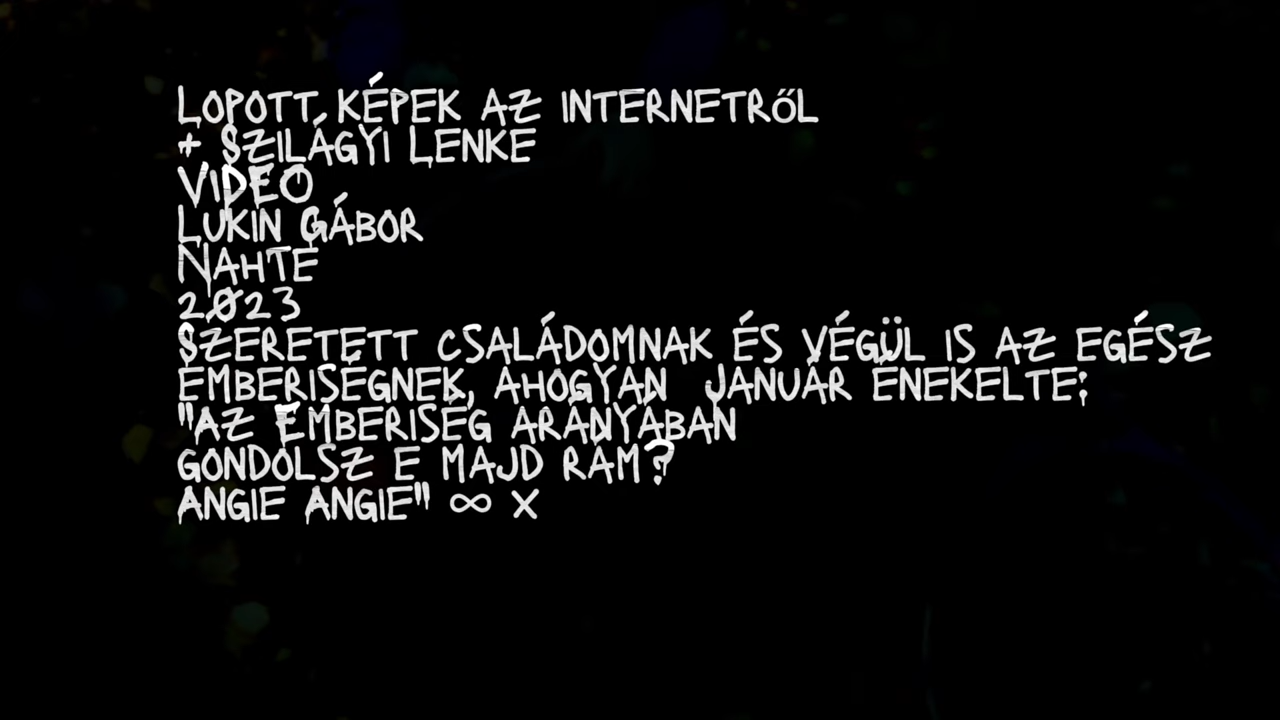 LOPOTT KÉPEK AZ INTERNETRŐL
+ SZILÁGYI LENKE
VIDEO
LUKIN GÁBOR
NAHTE
2023
SZERETETT CSALÁDOMNAK ÉS VÉGÜL IS AZ EGÉSZ
EMBERISÉGNEK, AHOGYAN JANUÁR ÉNEKELTE:
"AZ EMBERISÉG ARÁNYÁBAN
GONDOLSZ E MAJD RÁM?
ANGIE ANGIE" ∞ X